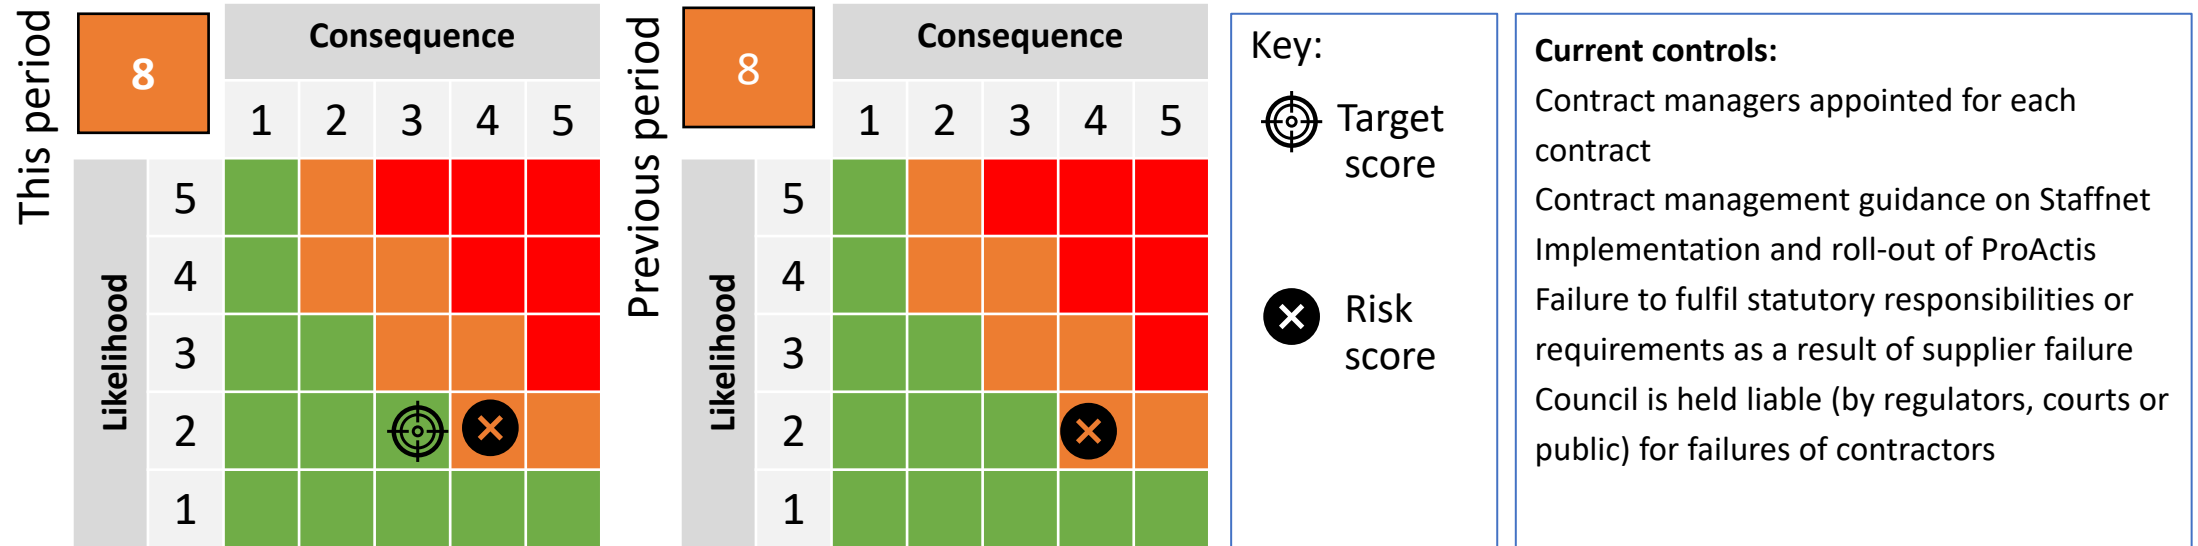 This period
8
Consequence
1 2 3 4 5
Likelihood
5
4
3
2
1
Previous period
8
Consequence
1 2 3 4 5
Likelihood
5
4
3
2
1
Key:
Target
score
Risk
score
Current controls:
Contract managers appointed for each
contract
Contract management guidance on Staffnet
Implementation and roll-out of ProActis
Failure to fulfil statutory responsibilities or
requirements as a result of supplier failure
Council is held liable (by regulators, courts or
public) for failures of contractors